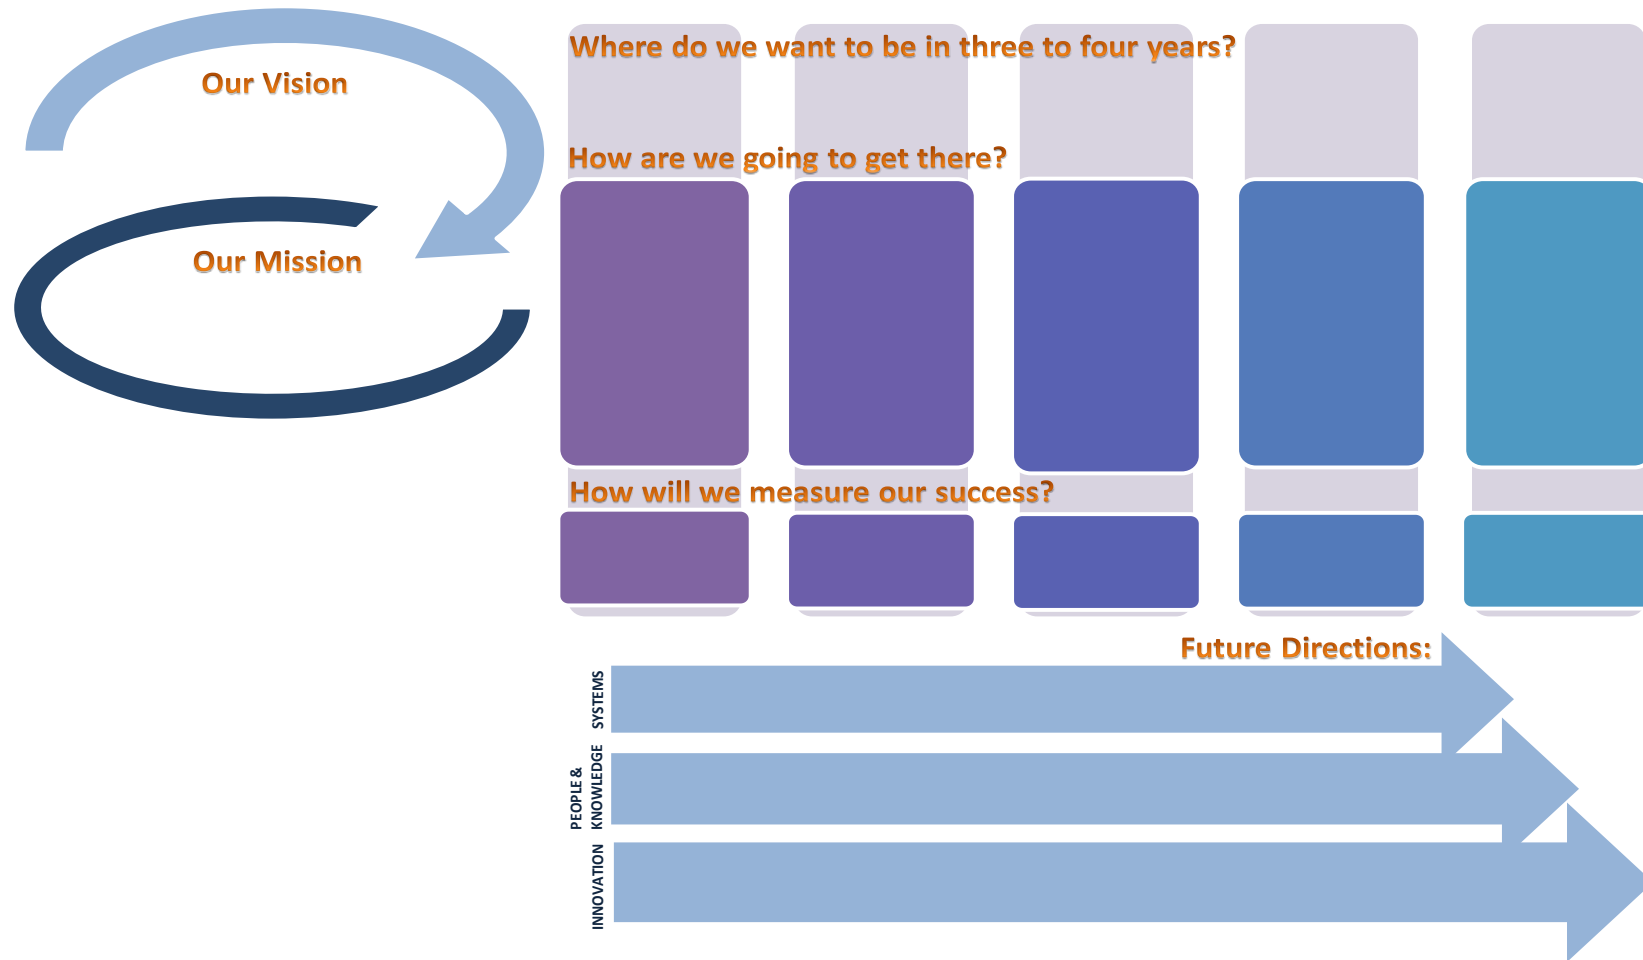 Our Vision
Our Mission
Where do we want to be in three to four years?
How are we going to get there?
How will we measure our success?
Future Directions:
SYSTEMS
PEOPLE &
KNOWLEDGE
INNOVATION